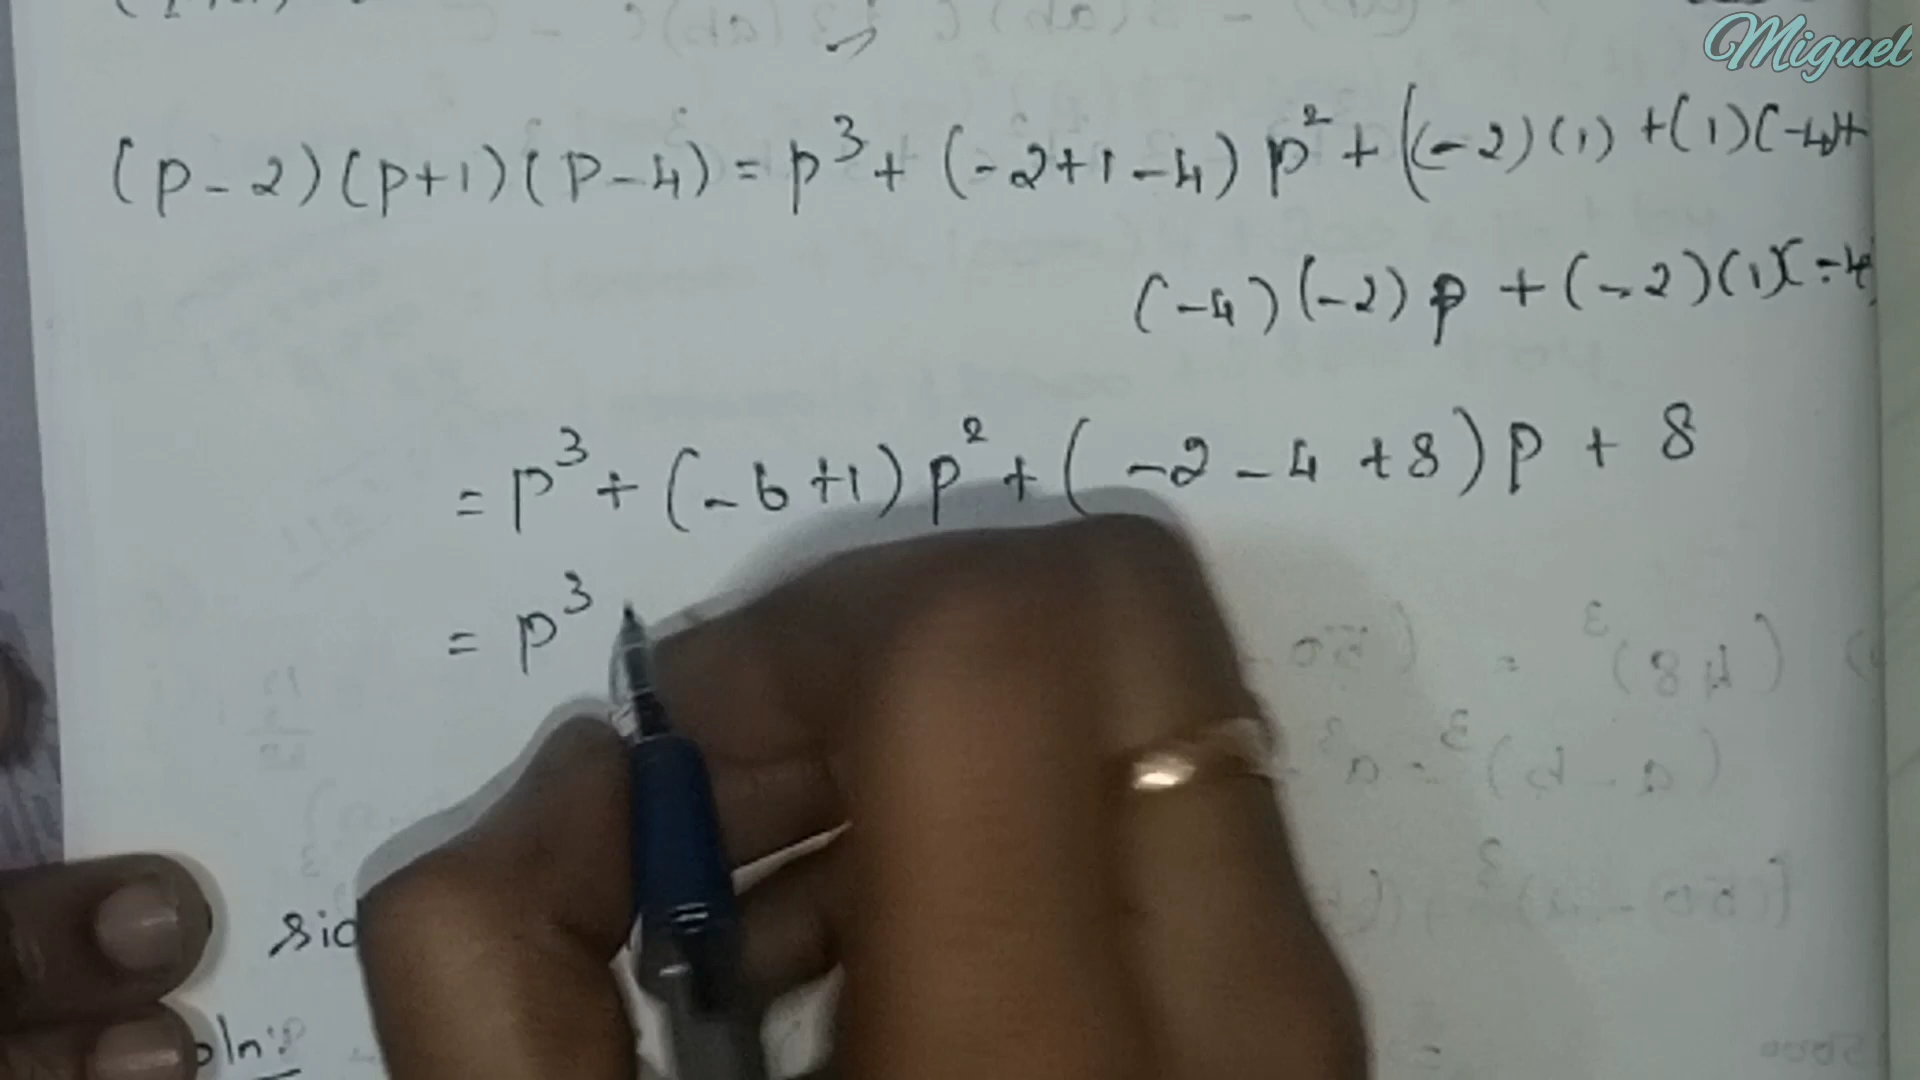 Miguel
(p-2)(p+1)(p-4) = p³ + (-2+1-4) p² + ((-2)(1) + (1)(-4)+
(-4)(-2) p + (-2)(1)(-4)
= p³ + (-6+1) p² + (-2-4+8) p + 8
= p³